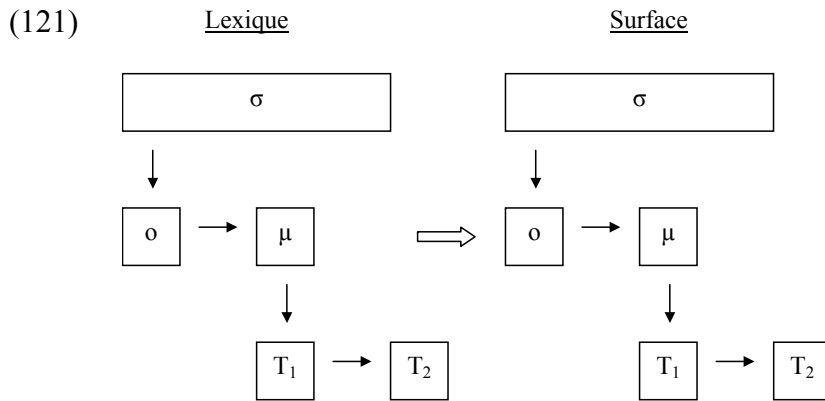 (121) Lexique Surface
σ σ
o μ o μ
T₁ T₂ T₁ T₂